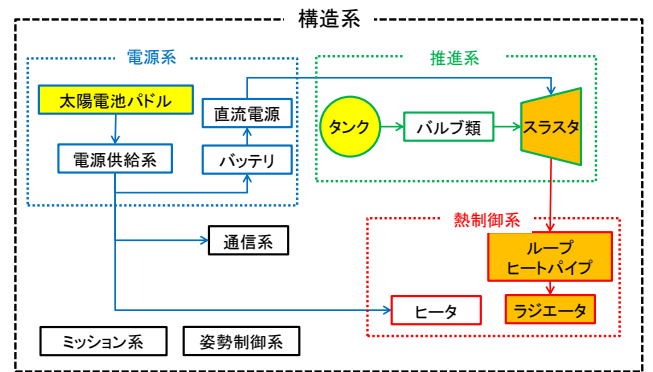 構造系
電源系
推進系
太陽電池パドル
直流電源
タンク
バルブ類
スラスタ
電源供給系
バッテリ
熱制御系
通信系
ループ
ヒートパイプ
ヒータ
ラジエータ
ミッション系
姿勢制御系